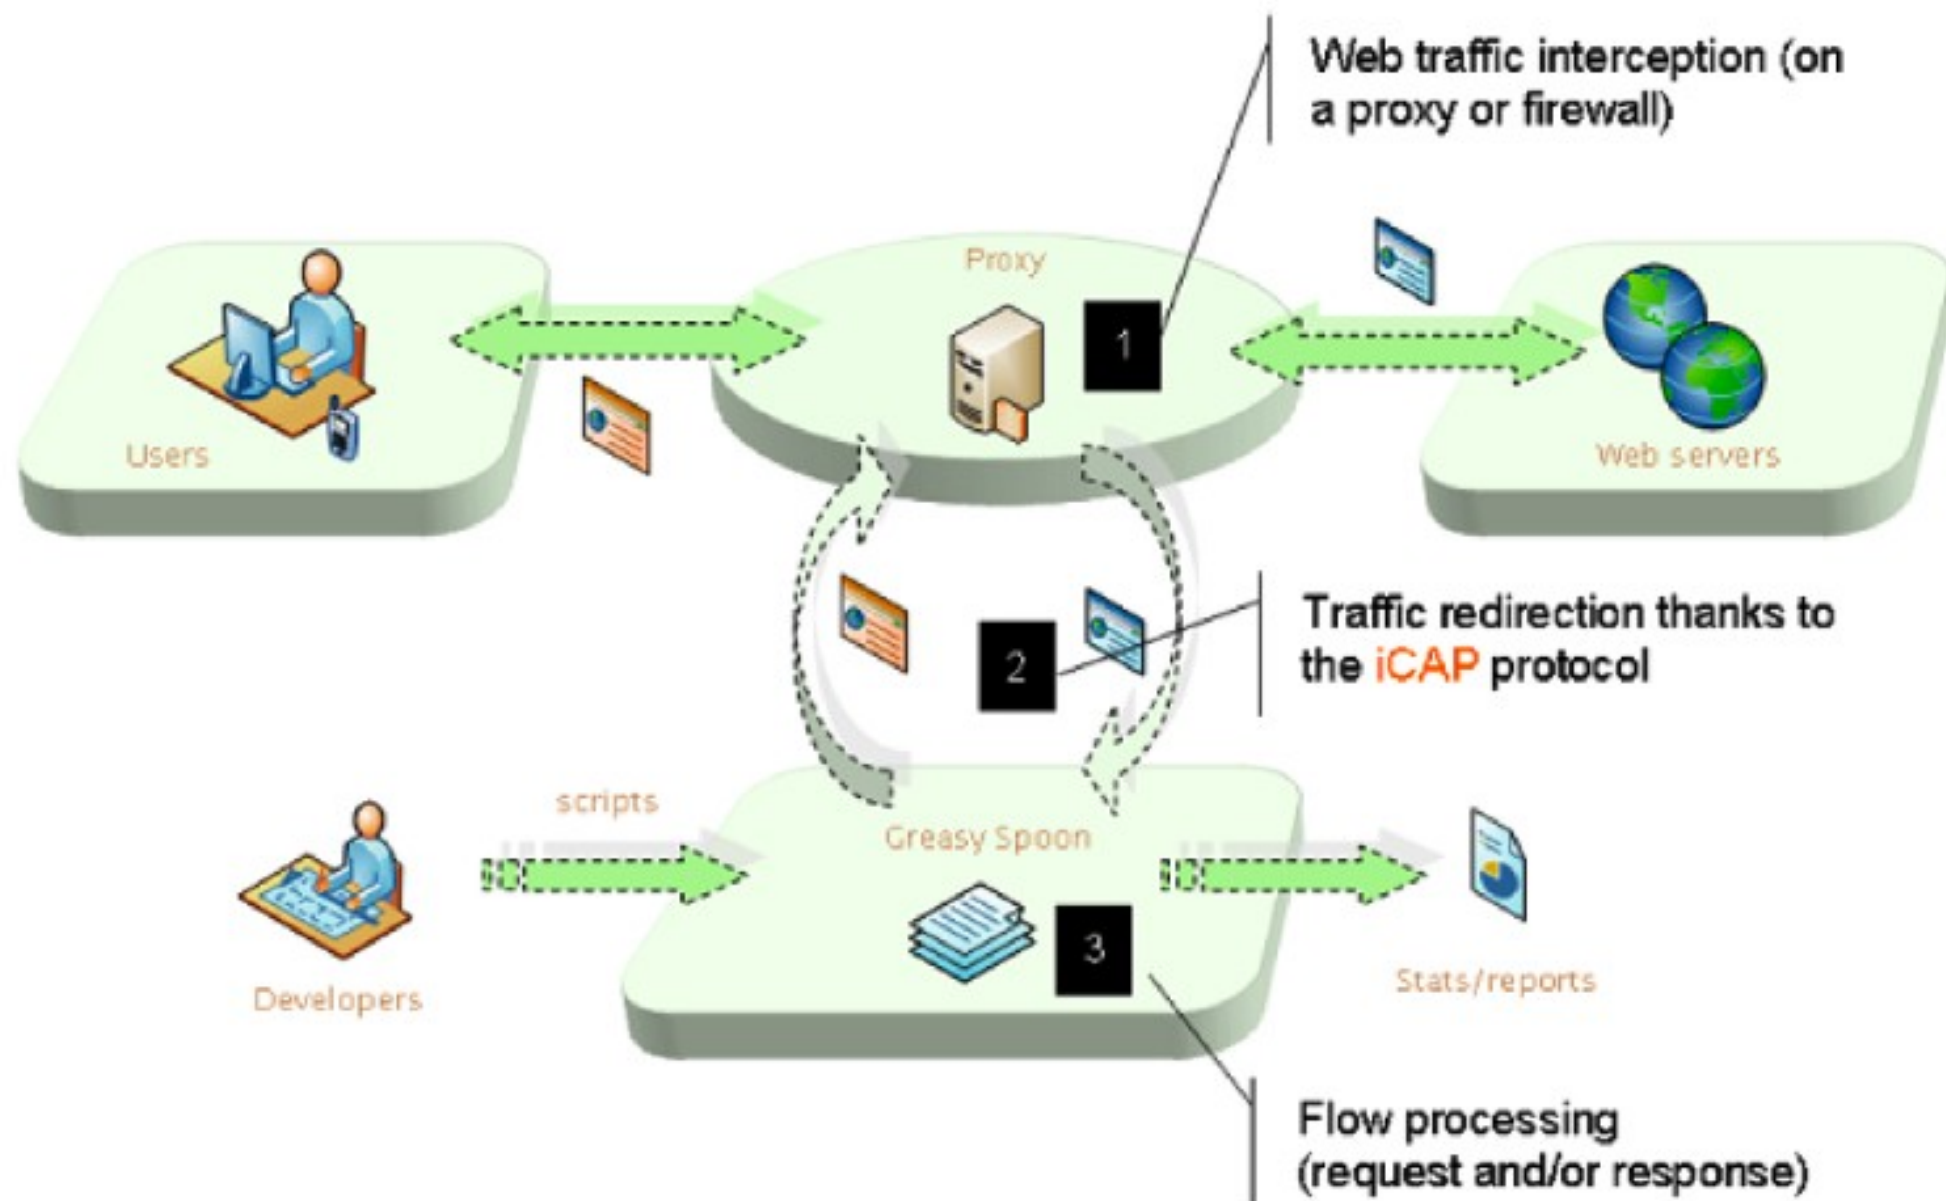 Web traffic interception (on
a proxy or firewall)
Proxy
1
Users
Web servers
Traffic redirection thanks to
the iCAP protocol
2
scripts
Greasy Spoon
3
Developers
Stats/reports
Flow processing
(request and/or response)